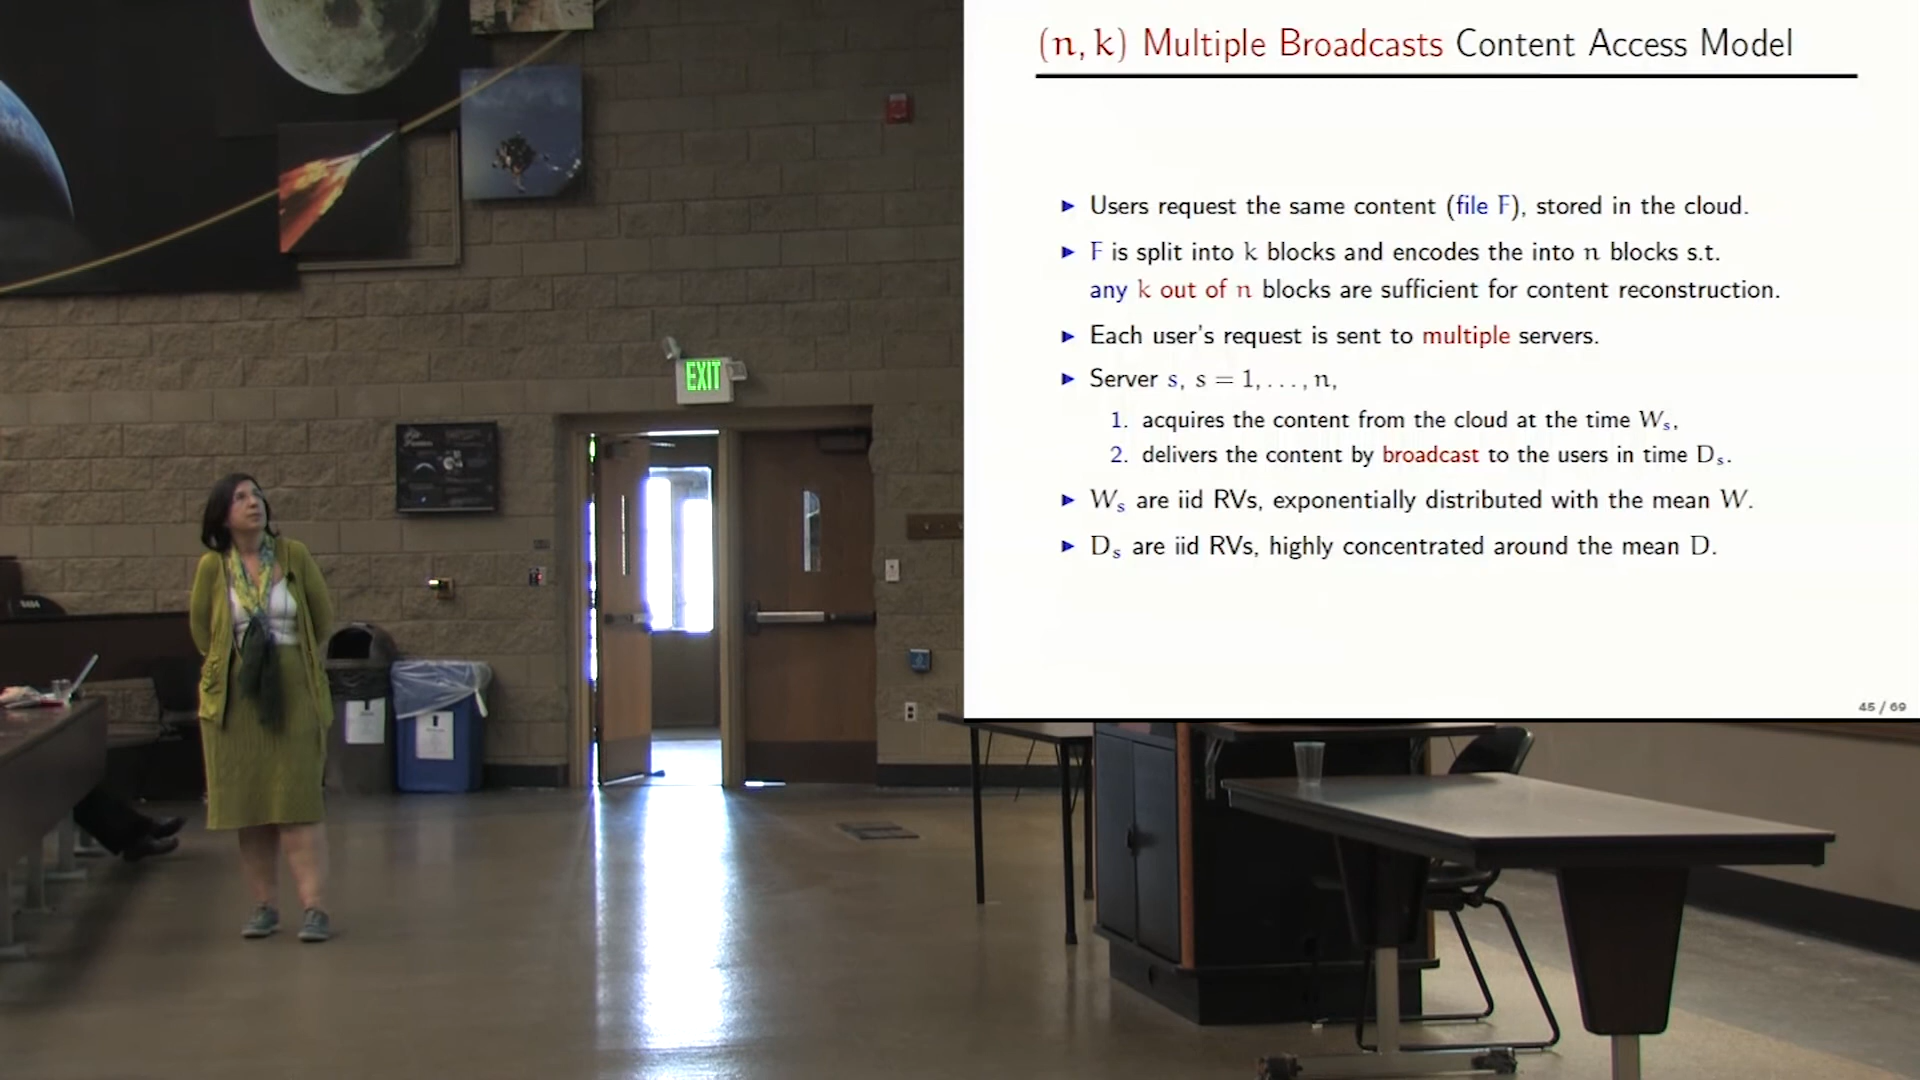 (n, k) Multiple Broadcasts Content Access Model
▶ Users request the same content (file F), stored in the cloud.
▶ F is split into k blocks and encodes the into n blocks s.t.
any k out of n blocks are sufficient for content reconstruction.
▶ Each user's request is sent to multiple servers.
▶ Server s, s = 1, . . . , n,
1. acquires the content from the cloud at the time Wₛ,
2. delivers the content by broadcast to the users in time Dₛ.
▶ Wₛ are iid RVs, exponentially distributed with the mean W.
▶ Dₛ are iid RVs, highly concentrated around the mean D.
45 / 69
EXIT